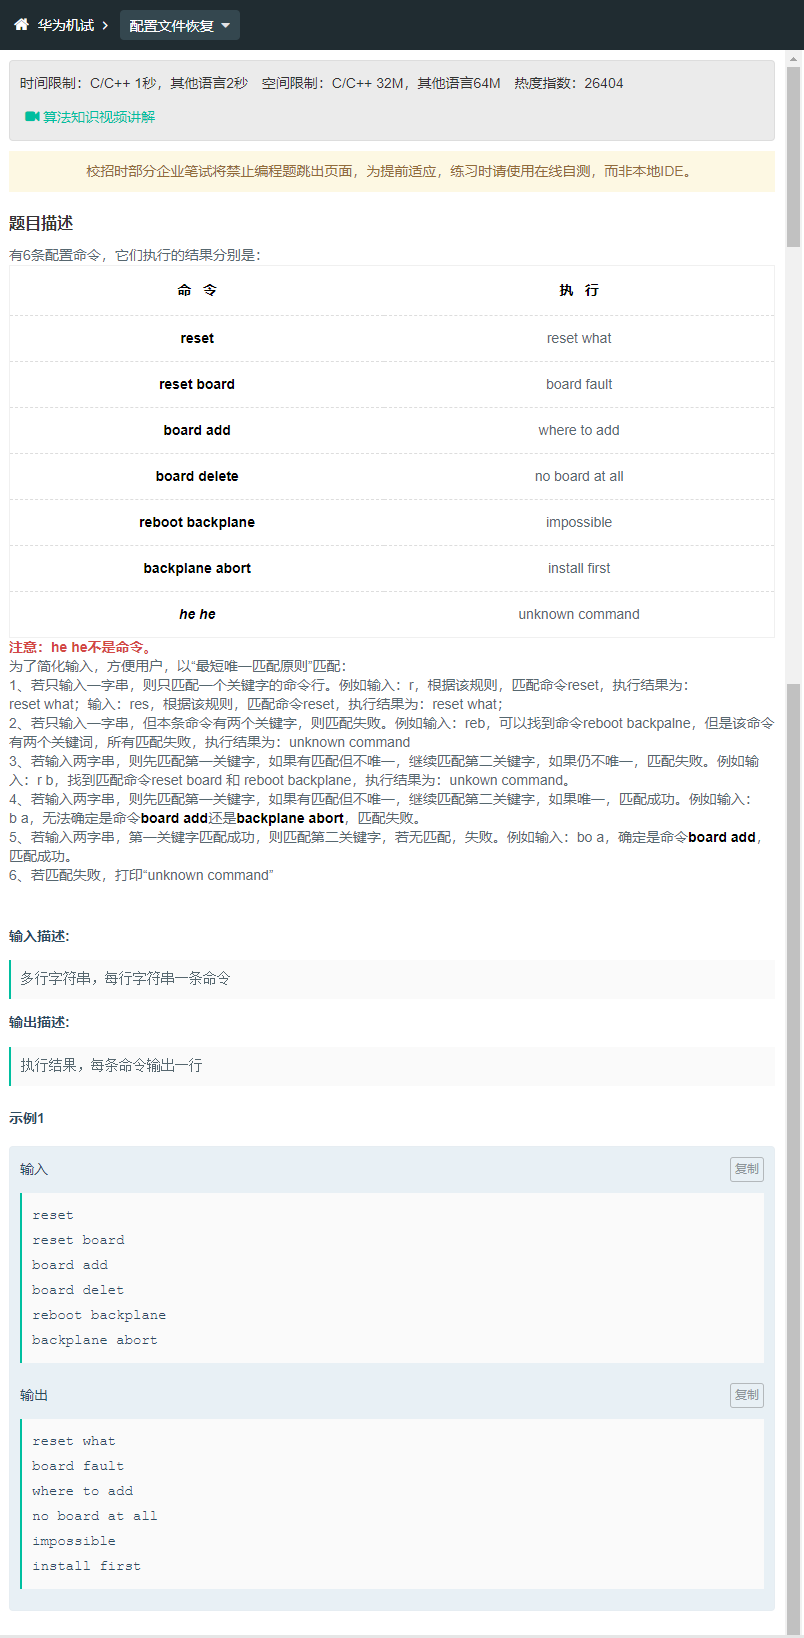 华为机试 配置文件恢复
时间限制：C/C++ 1秒，其他语言2秒 空间限制：C/C++ 32M，其他语言64M 热度指数：26404
算法知识视频讲解
校招时部分企业笔试将禁止编程题跳出页面，为提前适应，练习时请使用在线自测，而非本地IDE。
题目描述
有6条配置命令，它们执行的结果分别是：
命 令 执 行
reset reset what
reset board board fault
board add where to add
board delete no board at all
reboot backplane impossible
backplane abort install first
he he unknown command
注意：he he不是命令。
为了简化输入，方便用户，以“最短唯一匹配原则”匹配：
1、若只输入一字串，则只匹配一个关键字的命令行。例如输入：r，根据该规则，匹配命令reset，执行结果为：
reset what；输入：res，根据该规则，匹配命令reset，执行结果为：reset what；
2、若只输入一字串，但本条命令有两个关键字，则匹配失败。例如输入：reb，可以找到命令reboot backpalne，但是该命令
有两个关键词，所有匹配失败，执行结果为：unknown command
3、若输入两字串，则先匹配第一关键字，如果有匹配但不唯一，继续匹配第二关键字，如果仍不唯一，匹配失败。例如输
入：r b，找到匹配命令reset board 和 reboot backplane，执行结果为：unkown command。
4、若输入两字串，则先匹配第一关键字，如果有匹配但不唯一，继续匹配第二关键字，如果唯一，匹配成功。例如输入：
b a，无法确定是命令board add还是backplane abort，匹配失败。
5、若输入两字串，第一关键字匹配成功，则匹配第二关键字，若无匹配，失败。例如输入：bo a，确定是命令board add，
匹配成功。
6、若匹配失败，打印“unknown command”
输入描述:
多行字符串，每行字符串一条命令
输出描述:
执行结果，每条命令输出一行
示例1
输入 复制
reset
reset board
board add
board delet
reboot backplane
backplane abort
输出 复制
reset what
board fault
where to add
no board at all
impossible
install first